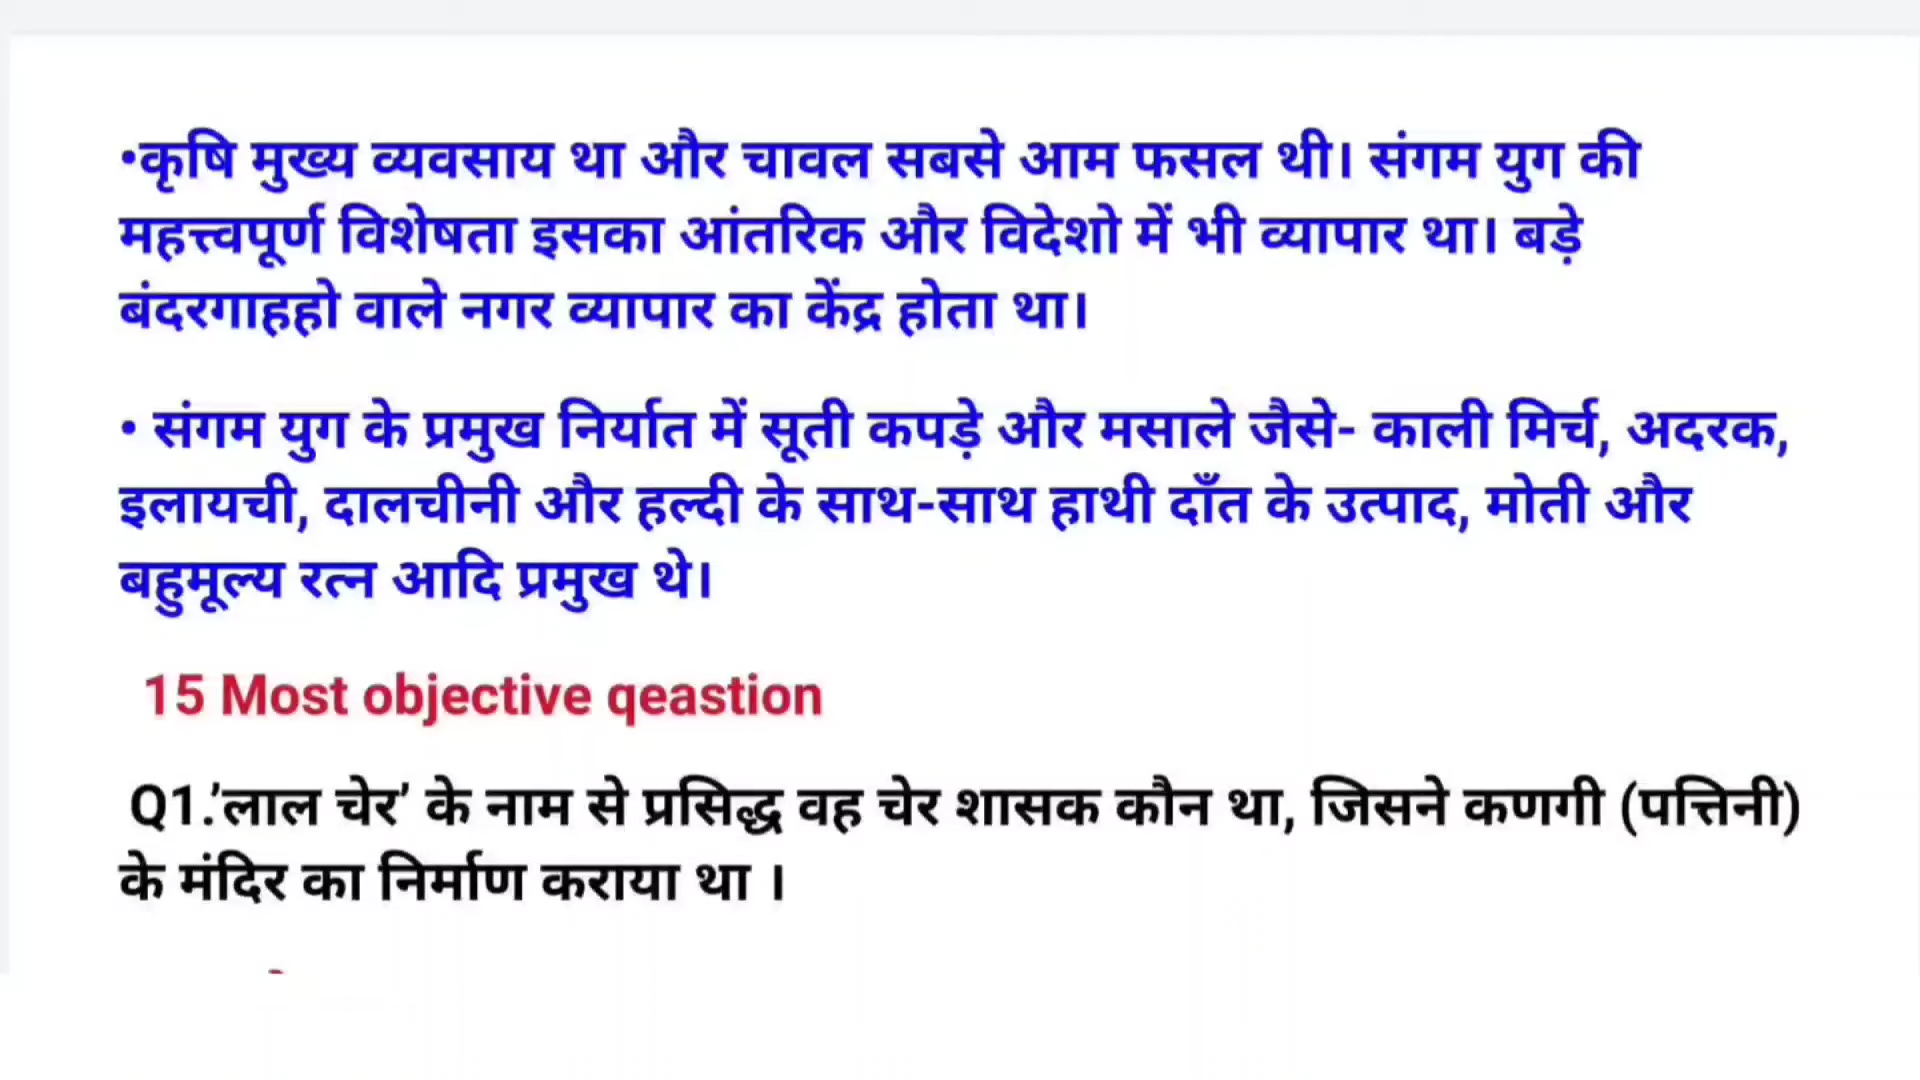 •कृषि मुख्य व्यवसाय था और चावल सबसे आम फसल थी। संगम युग की
महत्त्वपूर्ण विशेषता इसका आंतरिक और विदेशो में भी व्यापार था। बड़े
बंदरगाहहो वाले नगर व्यापार का केंद्र होता था।
• संगम युग के प्रमुख निर्यात में सूती कपड़े और मसाले जैसे- काली मिर्च, अदरक,
इलायची, दालचीनी और हल्दी के साथ-साथ हाथी दाँत के उत्पाद, मोती और
बहुमूल्य रत्न आदि प्रमुख थे।
15 Most objective qeastion
Q1.’लाल चेर’ के नाम से प्रसिद्ध वह चेर शासक कौन था, जिसने कणगी (पत्तिनी)
के मंदिर का निर्माण कराया था ।